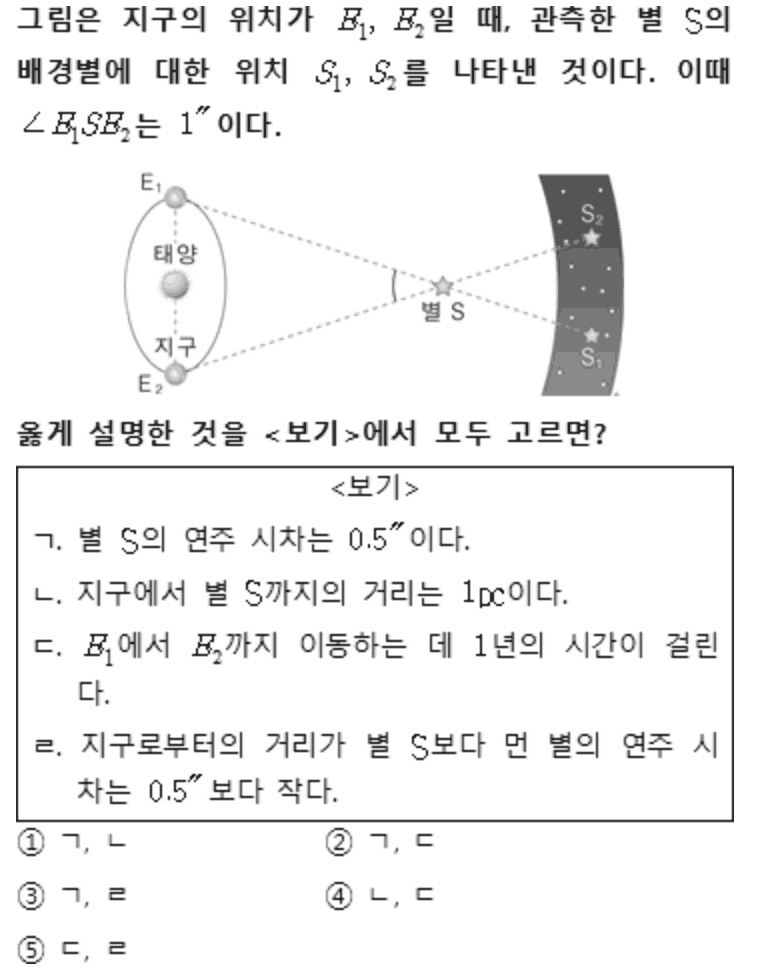 그림은 지구의 위치가 E₁, E₂일 때, 관측한 별 S의
배경별에 대한 위치 S₁, S₂를 나타낸 것이다. 이때
∠E₁SE₂는 1″이다.
E₁
S₂
태양
별 S
지구
S₁
E₂
옳게 설명한 것을 <보기>에서 모두 고르면?
<보기>
ㄱ. 별 S의 연주 시차는 0.5″이다.
ㄴ. 지구에서 별 S까지의 거리는 1pc이다.
ㄷ. E₁에서 E₂까지 이동하는 데 1년의 시간이 걸린
다.
ㄹ. 지구로부터의 거리가 별 S보다 먼 별의 연주 시
차는 0.5″보다 작다.
① ㄱ, ㄴ ② ㄱ, ㄷ
③ ㄱ, ㄹ ④ ㄴ, ㄷ
⑤ ㄷ, ㄹ